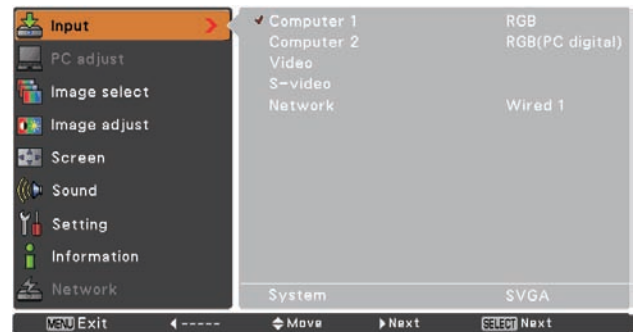 Input
PC adjust
Image select
Image adjust
Screen
Sound
Setting
Information
Network
Computer 1 RGB
Computer 2 RGB(PC digital)
Video
S-video
Network Wired 1
System SVGA
MENU Exit ----- Move Next SELECT Next